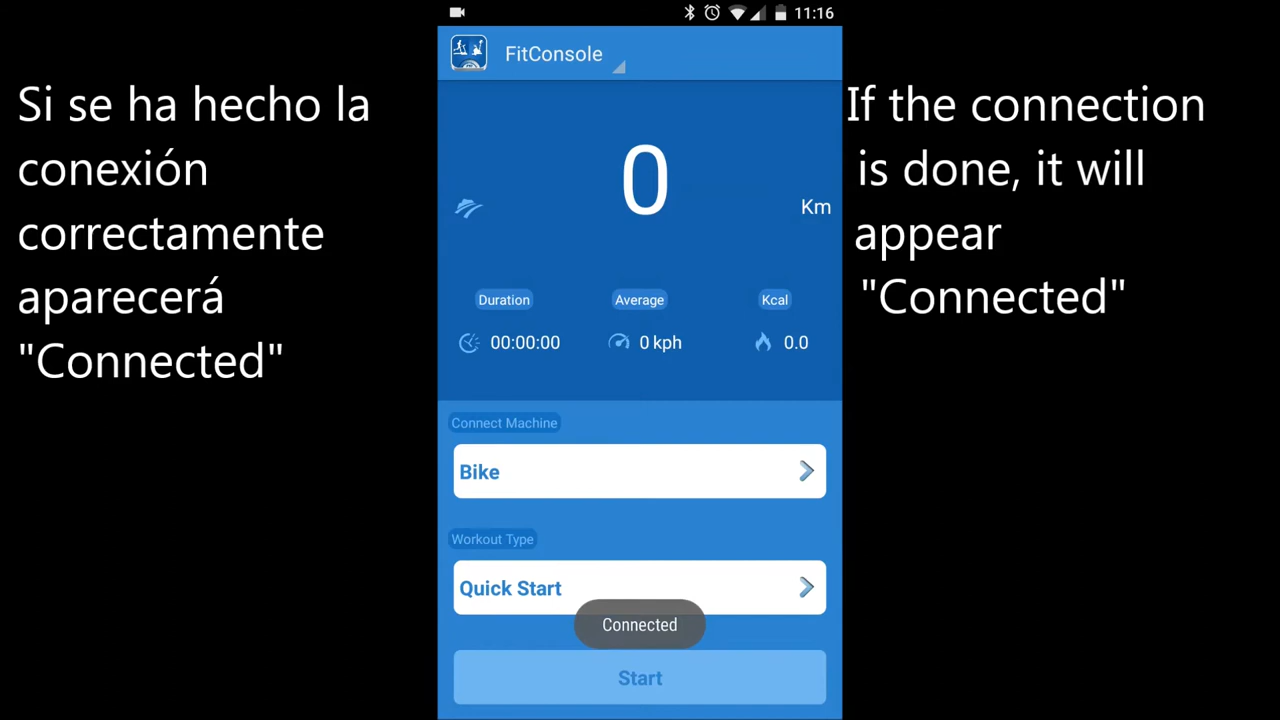 11:16
FitConsole
Si se ha hecho la
conexión
correctamente
aparecerá
"Connected"
0
Km
Duration
Average
Kcal
00:00:00
0 kph
0.0
Connect Machine
Bike
Workout Type
Quick Start
Connected
Start
If the connection
is done, it will
appear
"Connected"